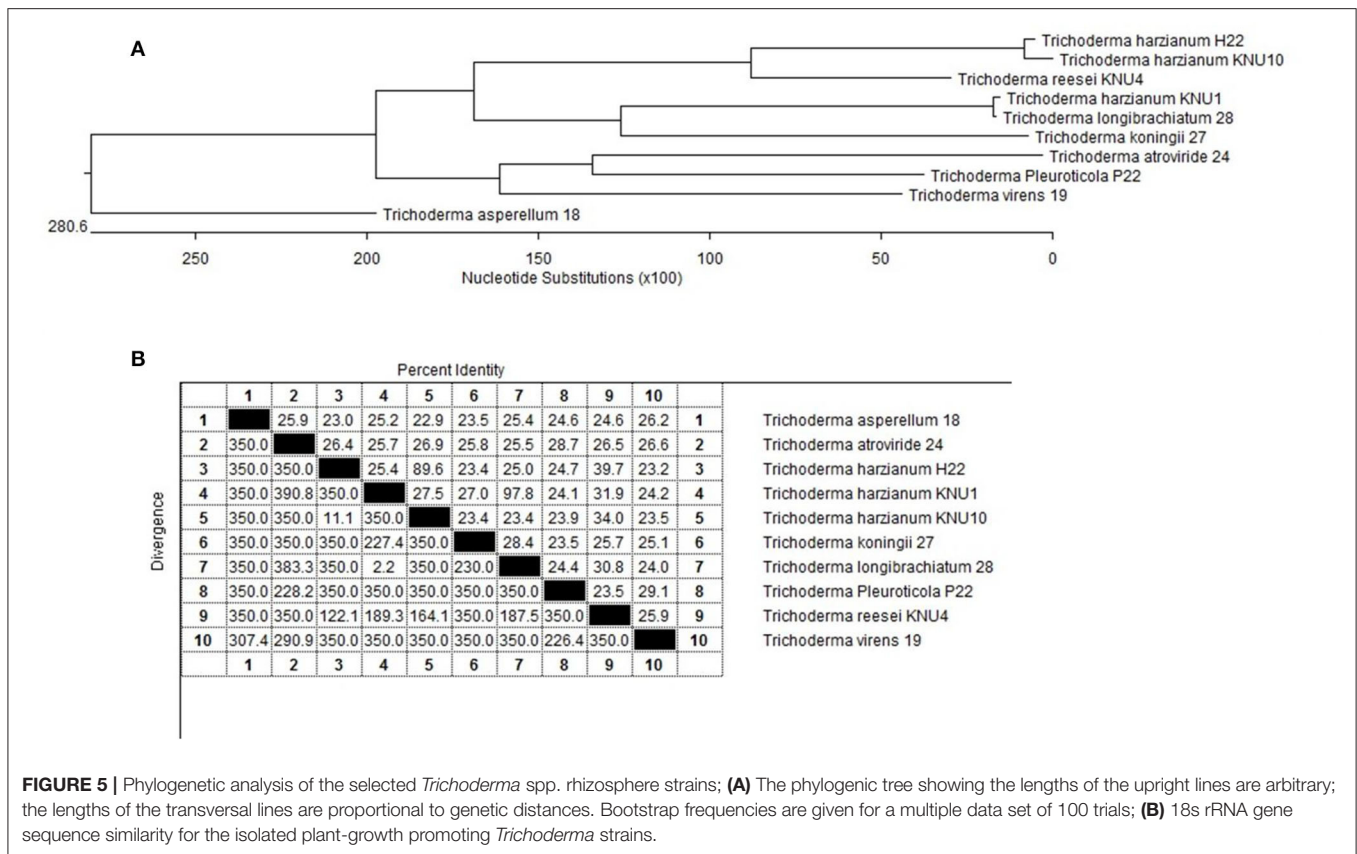 A
Trichoderma harzianum H22
Trichoderma harzianum KNU10
Trichoderma reesei KNU4
Trichoderma harzianum KNU1
Trichoderma longibrachiatum 28
Trichoderma koningii 27
Trichoderma atroviride 24
Trichoderma Pleuroticola P22
Trichoderma virens 19
Trichoderma asperellum 18
280.6
250 200 150 100 50 0
Nucleotide Substitutions (x100)
B
Percent Identity
Divergence
1 2 3 4 5 6 7 8 9 10
1 25.9 23.0 25.2 22.9 23.5 25.4 24.6 24.6 26.2 1 Trichoderma asperellum 18
2 350.0 26.4 25.7 26.9 25.8 25.5 28.7 26.5 26.6 2 Trichoderma atroviride 24
3 350.0 350.0 25.4 89.6 23.4 25.0 24.7 39.7 23.2 3 Trichoderma harzianum H22
4 350.0 390.8 350.0 27.5 27.0 97.8 24.1 31.9 24.2 4 Trichoderma harzianum KNU1
5 350.0 350.0 11.1 350.0 23.4 23.4 23.9 34.0 23.5 5 Trichoderma harzianum KNU10
6 350.0 350.0 350.0 227.4 350.0 28.4 23.5 25.7 25.1 6 Trichoderma koningii 27
7 350.0 383.3 350.0 2.2 350.0 230.0 24.4 30.8 24.0 7 Trichoderma longibrachiatum 28
8 350.0 228.2 350.0 350.0 350.0 350.0 350.0 23.5 29.1 8 Trichoderma Pleuroticola P22
9 350.0 350.0 122.1 189.3 164.1 350.0 187.5 350.0 25.9 9 Trichoderma reesei KNU4
10 307.4 290.9 350.0 350.0 350.0 350.0 350.0 226.4 350.0 10 Trichoderma virens 19
1 2 3 4 5 6 7 8 9 10
FIGURE 5 | Phylogenetic analysis of the selected Trichoderma spp. rhizosphere strains; (A) The phylogenic tree showing the lengths of the upright lines are arbitrary;
the lengths of the transversal lines are proportional to genetic distances. Bootstrap frequencies are given for a multiple data set of 100 trials; (B) 18s rRNA gene
sequence similarity for the isolated plant-growth promoting Trichoderma strains.